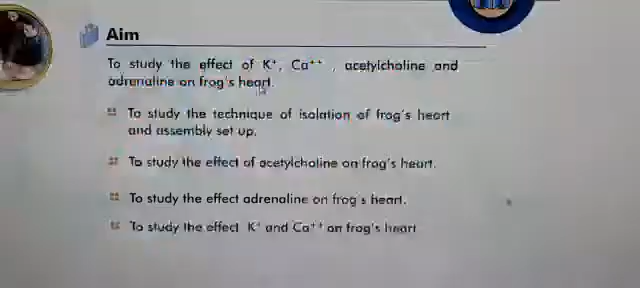 Aim
To study the effect of K⁺, Ca⁺⁺ , acetylcholine and
adrenaline on frog's heart.
To study the technique of isolation of frog's heart
and assembly set up.
To study the effect of acetylcholine on frog's heart.
To study the effect adrenaline on frog's heart.
To study the effect K⁺ and Ca⁺⁺ on frog's heart